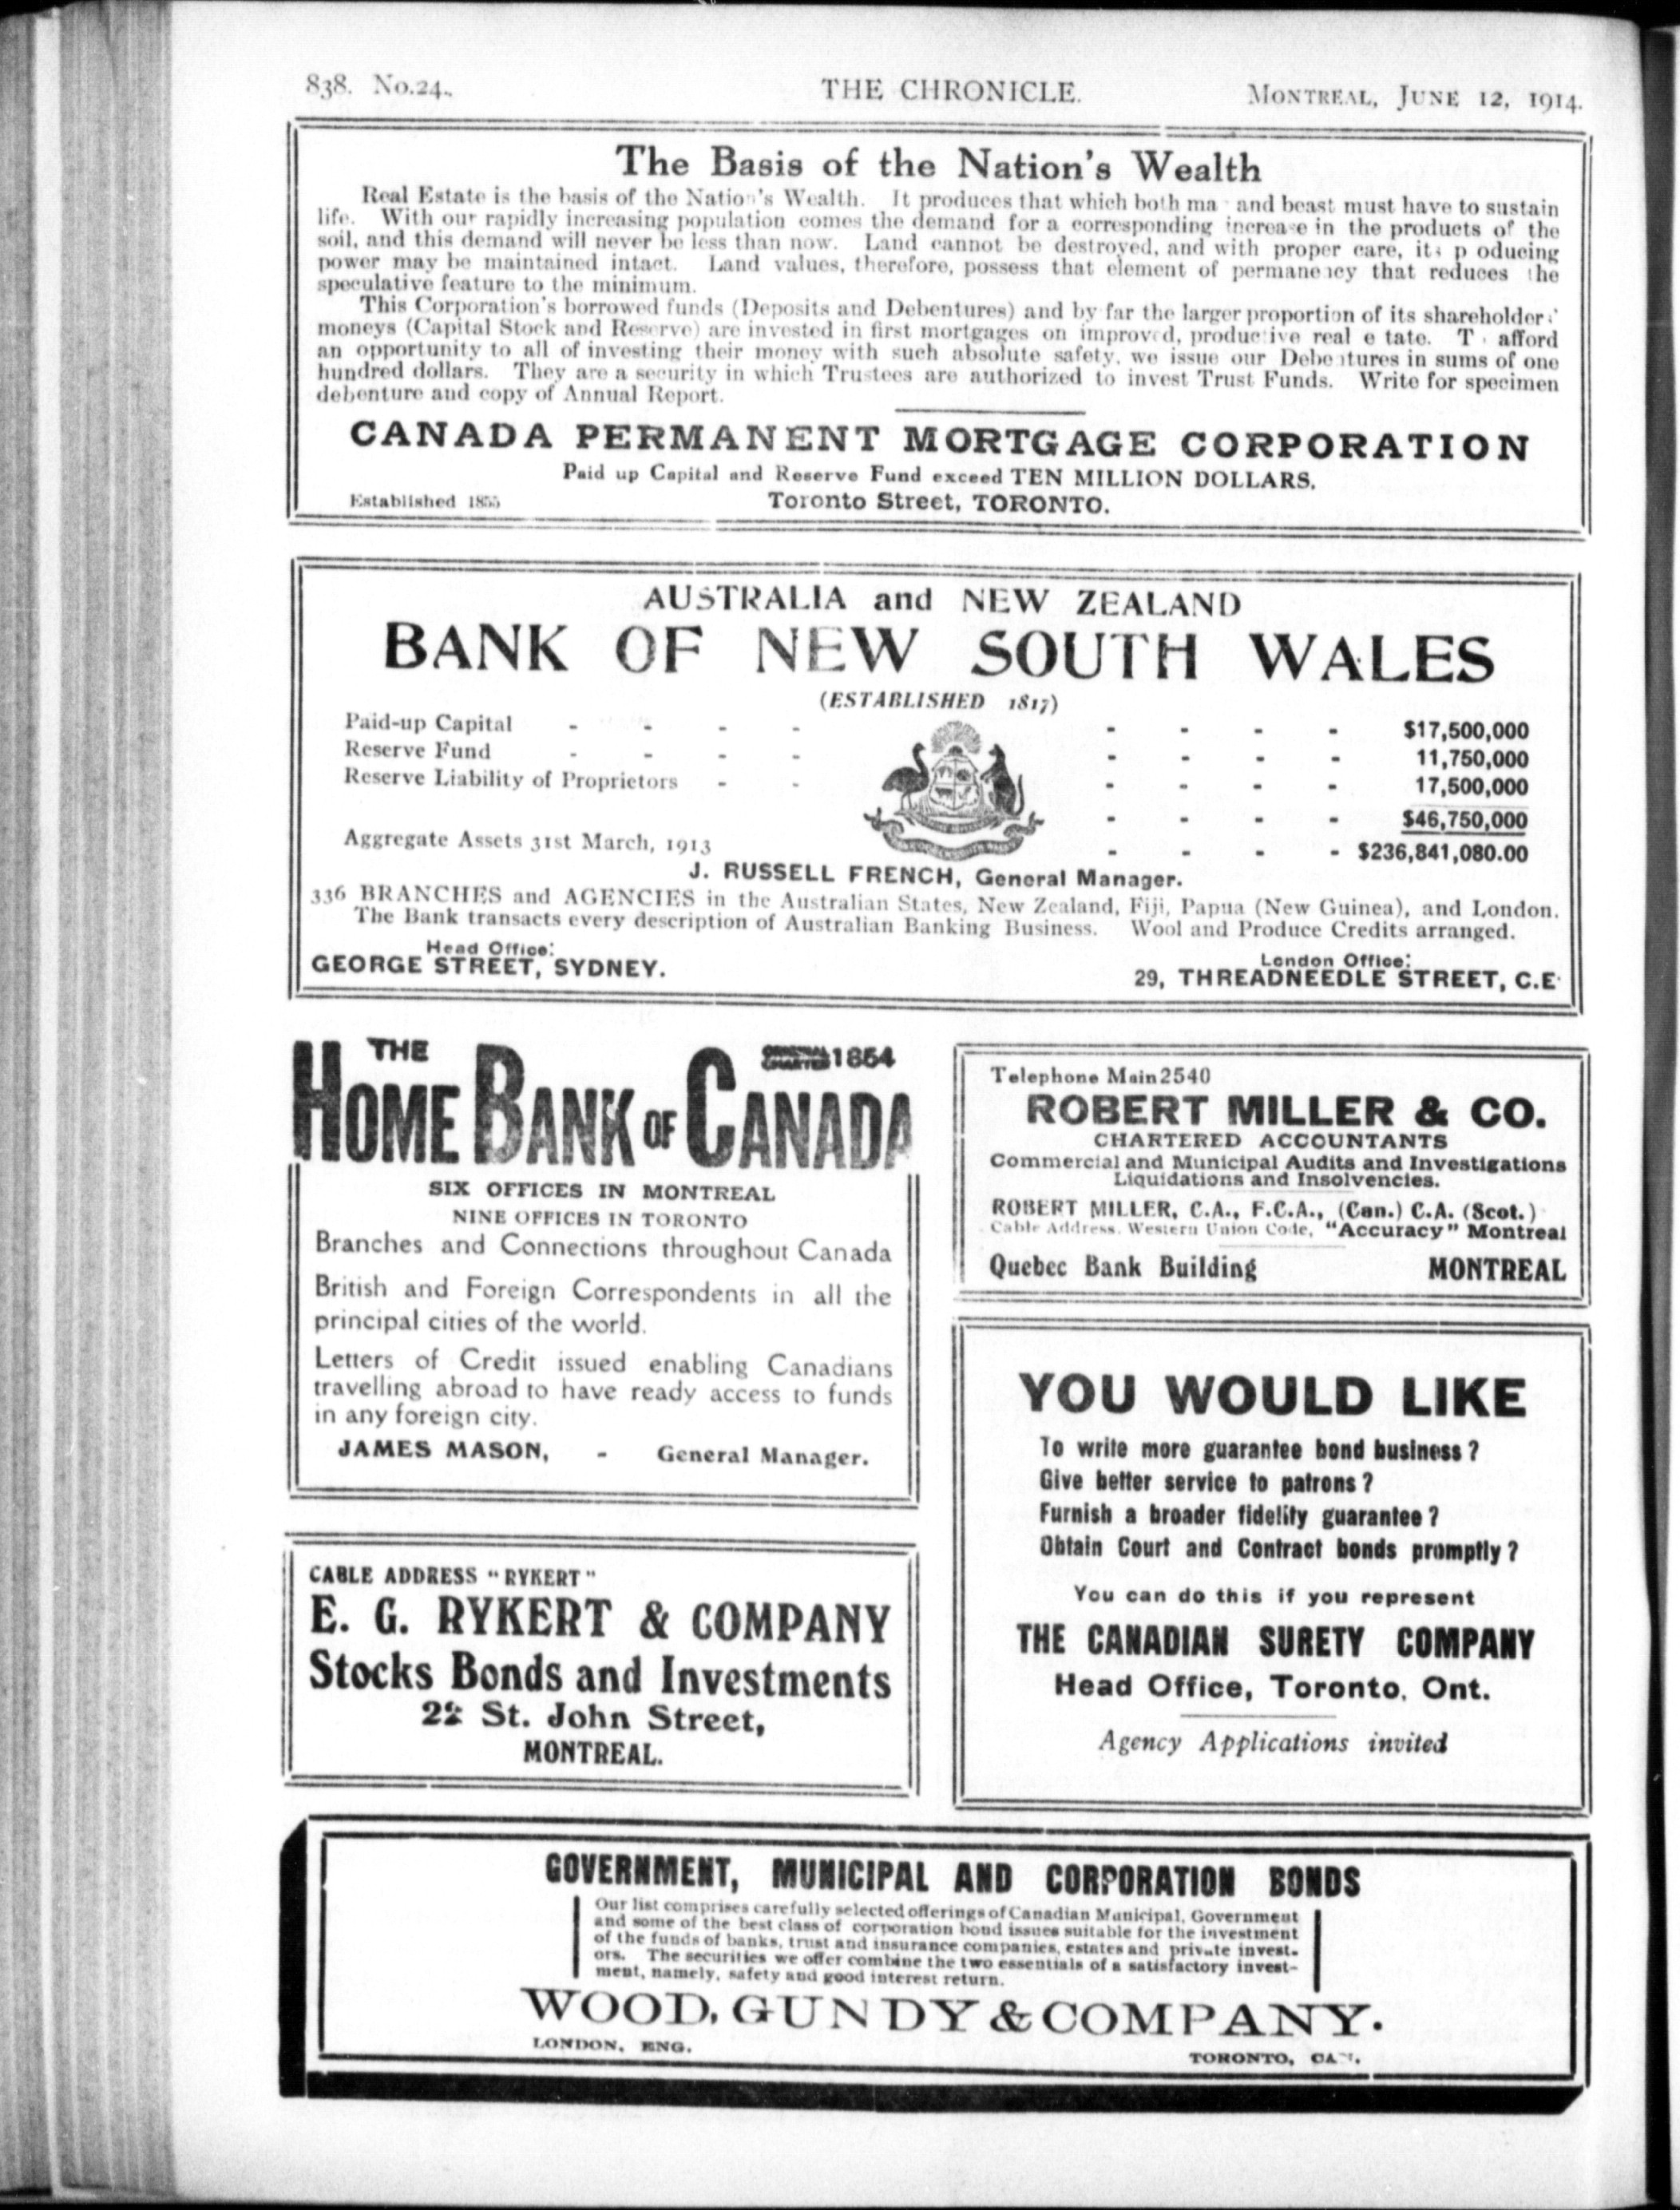 838. No.24.
THE CHRONICLE.
MONTREAL, JUNE 12, 1914.
The Basis of the Nation's Wealth
Real Estate is the basis of the Nation's Wealth. It produces that which both ma and beast must have to sustain
life. With our rapidly increasing population comes the demand for a corresponding increase in the products of the
soil, and this demand will never be less than now. Land cannot be destroyed, and with proper care, its p oducing
power may be maintained intact. Land values, therefore, possess that element of permanency that reduces the
speculative feature to the minimum.
This Corporation's borrowed funds (Deposits and Debentures) and by far the larger proportion of its shareholders'
moneys (Capital Stock and Reserve) are invested in first mortgages on improved, productive real e tate. T afford
an opportunity to all of investing their money with such absolute safety, we issue our Debentures in sums of one
hundred dollars. They are a security in which Trustees are authorized to invest Trust Funds. Write for specimen
debenture and copy of Annual Report.
CANADA PERMANENT MORTGAGE CORPORATION
Paid up Capital and Reserve Fund exceed TEN MILLION DOLLARS.
Established 1855
Toronto Street, TORONTO.
AUSTRALIA and NEW ZEALAND
BANK OF NEW SOUTH WALES
(ESTABLISHED 1817)
Paid-up Capital - - - - - - - - $17,500,000
Reserve Fund - - - - - - - - 11,750,000
Reserve Liability of Proprietors - - - - - - 17,500,000
- - - - $46,750,000
Aggregate Assets 31st March, 1913 - - - - $236,841,080.00
J. RUSSELL FRENCH, General Manager.
336 BRANCHES and AGENCIES in the Australian States, New Zealand, Fiji, Papua (New Guinea), and London.
The Bank transacts every description of Australian Banking Business. Wool and Produce Credits arranged.
Head Office:
GEORGE STREET, SYDNEY.
London Office:
29, THREADNEEDLE STREET, C.E
THE
ORIGINAL CHARTER 1854
HOME BANK OF CANADA
SIX OFFICES IN MONTREAL
NINE OFFICES IN TORONTO
Branches and Connections throughout Canada
British and Foreign Correspondents in all the
principal cities of the world.
Letters of Credit issued enabling Canadians
travelling abroad to have ready access to funds
in any foreign city.
JAMES MASON, - General Manager.
CABLE ADDRESS "RYKERT"
E. G. RYKERT & COMPANY
Stocks Bonds and Investments
22 St. John Street,
MONTREAL.
Telephone Main 2540
ROBERT MILLER & CO.
CHARTERED ACCOUNTANTS
Commercial and Municipal Audits and Investigations
Liquidations and Insolvencies.
ROBERT MILLER, C.A., F.C.A., (Can.) C.A. (Scot.)
Cable Address, Western Union Code, "Accuracy" Montreal
Quebec Bank Building MONTREAL
YOU WOULD LIKE
To write more guarantee bond business?
Give better service to patrons?
Furnish a broader fidelity guarantee?
Obtain Court and Contract bonds promptly?
You can do this if you represent
THE CANADIAN SURETY COMPANY
Head Office, Toronto, Ont.
Agency Applications invited
GOVERNMENT, MUNICIPAL AND CORPORATION BONDS
Our list comprises carefully selected offerings of Canadian Municipal, Government
and some of the best class of corporation bond issues suitable for the investment
of the funds of banks, trust and insurance companies, estates and private invest-
ors. The securities we offer combine the two essentials of a satisfactory invest-
ment, namely, safety and good interest return.
WOOD, GUNDY & COMPANY.
LONDON, ENG.
TORONTO, CAN.